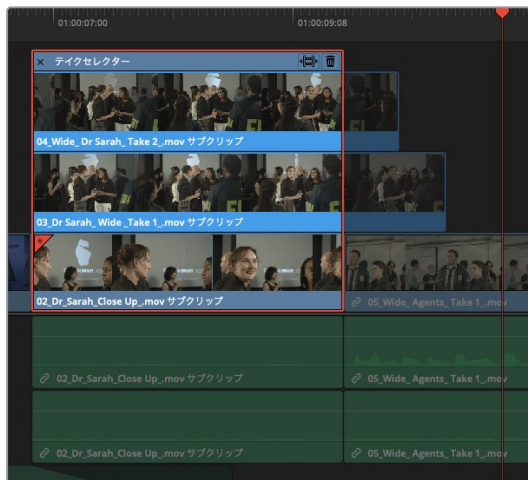 01:00:07:00
01:00:09:08
× テイクセレクター
04_Wide_ Dr Sarah_ Take 2_.mov サブクリップ
03_Dr Sarah_ Wide _Take 1_.mov サブクリップ
02_Dr_Sarah_Close Up_.mov サブクリップ
05_Wide_ Agents_ Take 1_.mov
02_Dr_Sarah_Close Up_.mov サブクリップ
05_Wide_ Agents_ Take 1_.mov
02_Dr_Sarah_Close Up_.mov サブクリップ
05_Wide_ Agents_ Take 1_.mov